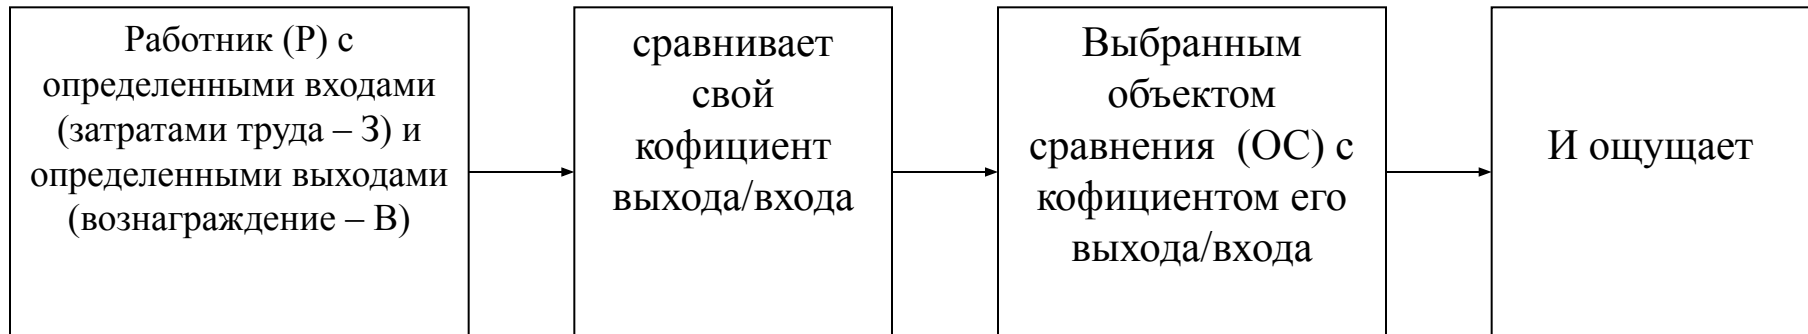 Работник (Р) с
определенными входами
(затратами труда – З) и
определенными выходами
(вознаграждение – В)
сравнивает
свой
кофициент
выхода/входа
Выбранным
объектом
сравнения (ОС) с
кофициентом его
выхода/входа
И ощущает